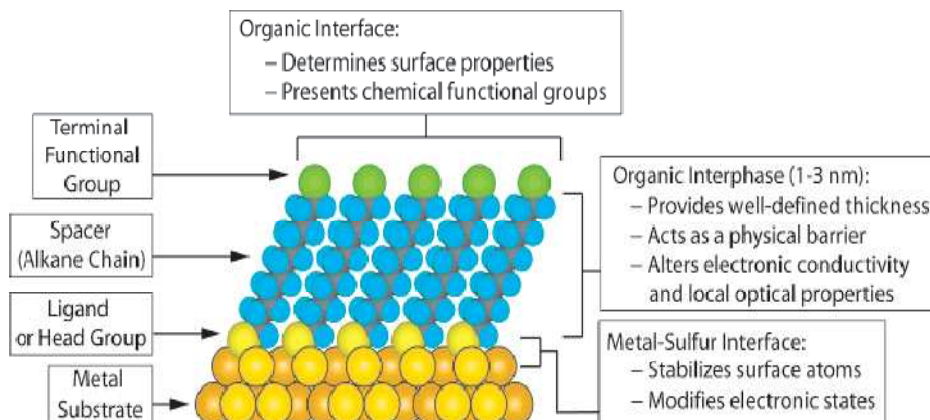 Organic Interface:
– Determines surface properties
– Presents chemical functional groups
Terminal
Functional
Group
Spacer
(Alkane Chain)
Ligand
or Head Group
Metal
Substrate
Organic Interphase (1-3 nm):
– Provides well-defined thickness
– Acts as a physical barrier
– Alters electronic conductivity
and local optical properties
Metal-Sulfur Interface:
– Stabilizes surface atoms
– Modifies electronic states